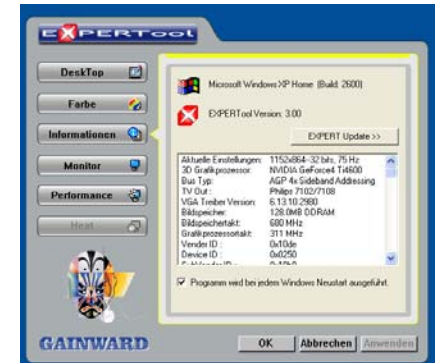 EXPERTool
DeskTop
Farbe
Informationen
Monitor
Performance
Heat
GAINWARD
Microsoft Windows XP Home (Build: 2600)
EXPERTool Version: 3.00
EXPERT Update >>
Aktuelle Einstellungen: 1152x864-32 bits, 75 Hz
3D Grafikprozessor: NVIDIA GeForce4 Ti4600
Bus Typ: AGP 4x Sideband Addressing
TV Out: Philips 7102/7108
VGA Treiber Version: 6.13.10.2980
Bildspeicher: 128.0MB DDRAM
Bildspeichertakt: 680 MHz
Grafikprozessortakt: 311 MHz
Vender ID : 0x10de
Device ID : 0x0250
Programm wird bei jedem Windows Neustart ausgeführt.
OK
Abbrechen
Anwenden